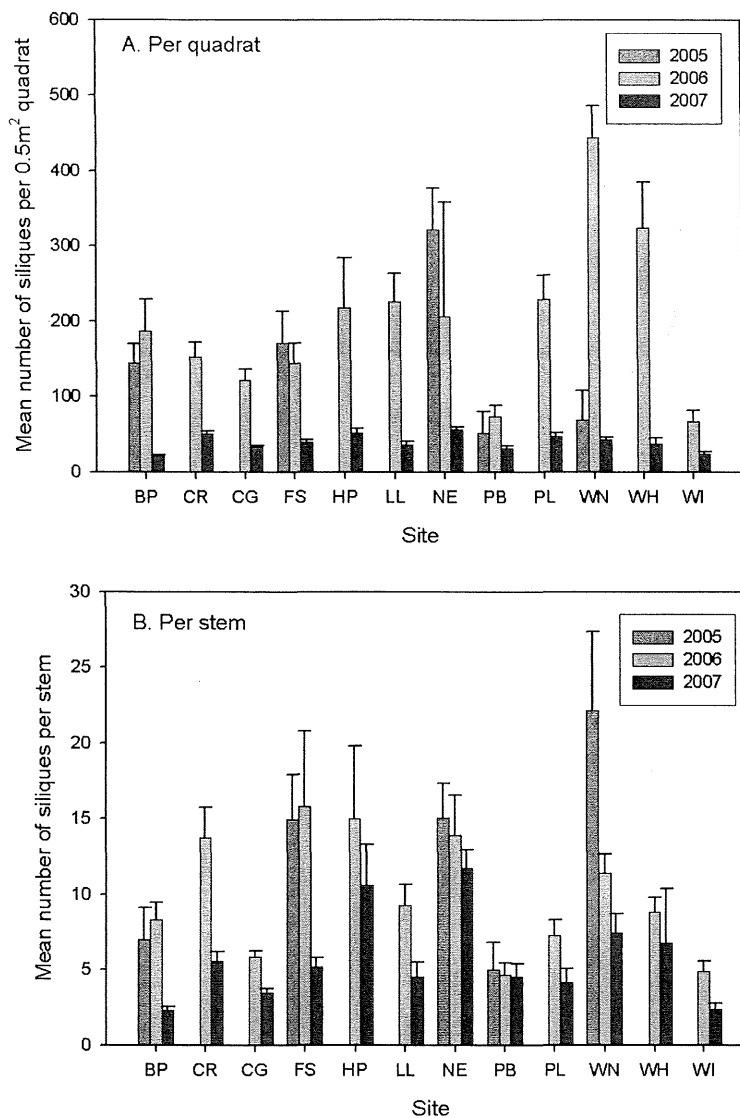 A. Per quadrat
2005
2006
2007
Mean number of siliques per 0.5m² quadrat
600
500
400
300
200
100
0
BP CR CG FS HP LL NE PB PL WN WH WI
Site
B. Per stem
2005
2006
2007
Mean number of siliques per stem
30
25
20
15
10
5
0
BP CR CG FS HP LL NE PB PL WN WH WI
Site